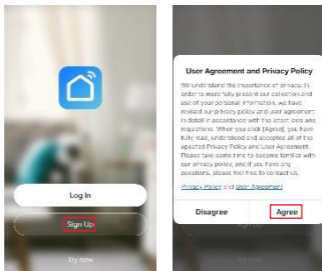 Log In
Sign Up
Try now
User Agreement and Privacy Policy
We understand the importance of privacy. In
order to more fully present our collection and
use of your personal information, we have
revised our privacy policy and user agreement
in detail in accordance with the latest laws and
regulations. When you click [Agree], you have
fully read, understood and accepted all of the
updated Privacy Policy and User Agreement.
Please take some time to become familiar with
our privacy policy, and if you have any
questions, please feel free to contact us.
Privacy Policy and User Agreement
Disagree
Agree
Try now